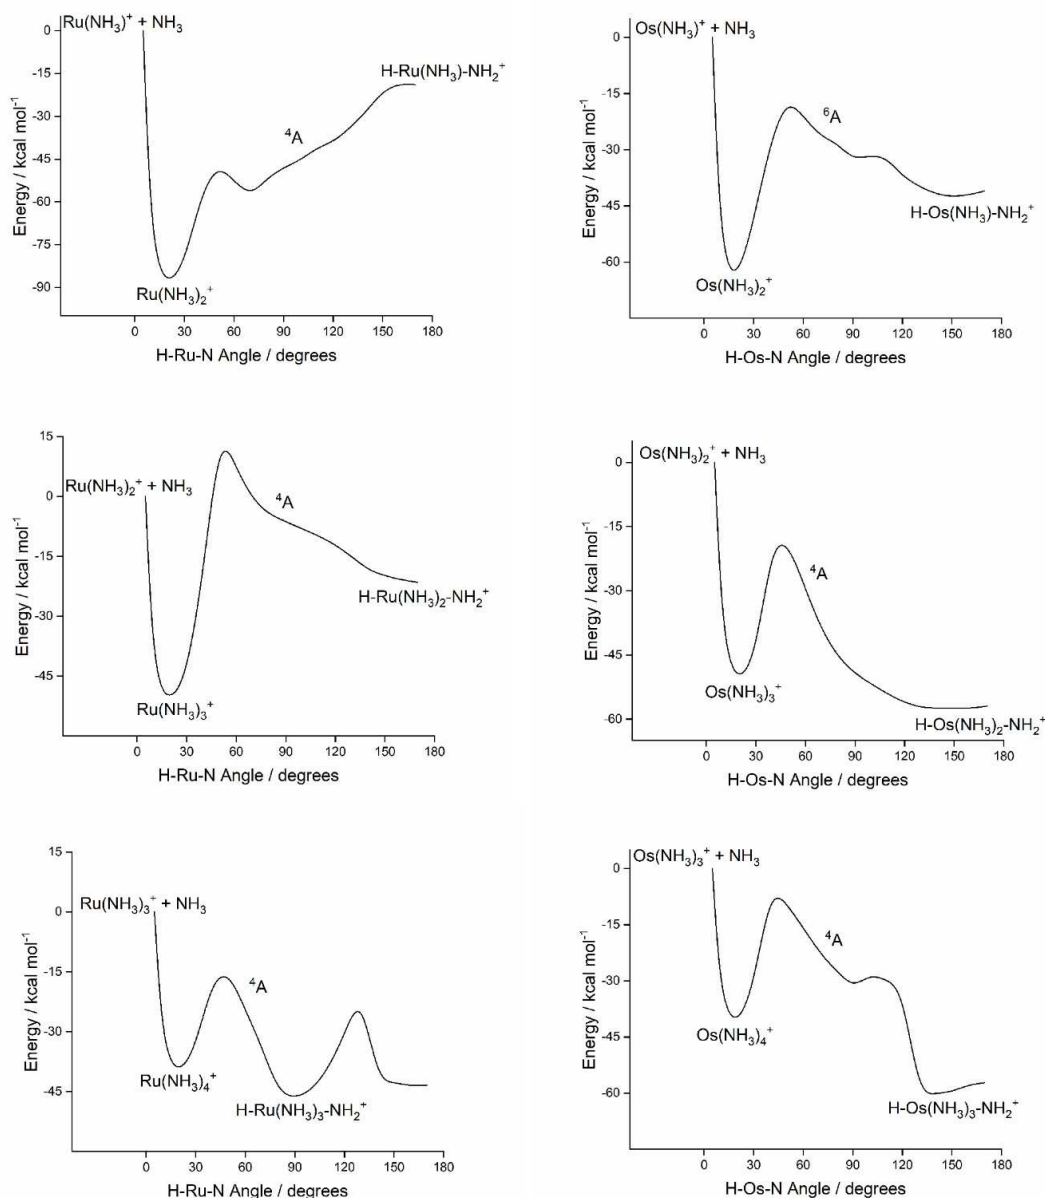 Ru(NH₃)⁺ + NH₃
H-Ru(NH₃)-NH₂⁺
⁴A
Ru(NH₃)₂⁺
0
-15
-30
-45
-60
-75
-90
Energy / kcal mol⁻¹
0 30 60 90 120 150 180
H-Ru-N Angle / degrees
Os(NH₃)⁺ + NH₃
⁶A
H-Os(NH₃)-NH₂⁺
Os(NH₃)₂⁺
0
-15
-30
-45
-60
Energy / kcal mol⁻¹
0 30 60 90 120 150 180
H-Os-N Angle / degrees
Ru(NH₃)₂⁺ + NH₃
⁴A
H-Ru(NH₃)₂-NH₂⁺
Ru(NH₃)₃⁺
15
0
-15
-30
-45
Energy / kcal mol⁻¹
0 30 60 90 120 150 180
H-Ru-N Angle / degrees
Os(NH₃)₂⁺ + NH₃
⁴A
Os(NH₃)₃⁺
H-Os(NH₃)₂-NH₂⁺
0
-15
-30
-45
-60
Energy / kcal mol⁻¹
0 30 60 90 120 150 180
H-Os-N Angle / degrees
Ru(NH₃)₃⁺ + NH₃
⁴A
Ru(NH₃)₄⁺
H-Ru(NH₃)₃-NH₂⁺
15
0
-15
-30
-45
Energy / kcal mol⁻¹
0 30 60 90 120 150 180
H-Ru-N Angle / degrees
Os(NH₃)₃⁺ + NH₃
⁴A
Os(NH₃)₄⁺
H-Os(NH₃)₃-NH₂⁺
0
-15
-30
-45
-60
Energy / kcal mol⁻¹
0 30 60 90 120 150 180
H-Os-N Angle / degrees